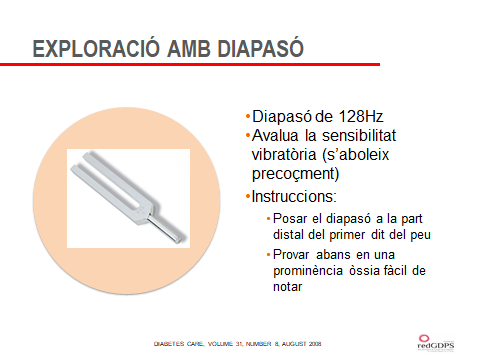 EXPLORACIÓ AMB DIAPASÓ
•Diapasó de 128Hz
•Avalua la sensibilitat
vibratòria (s’aboleix
precoçment)
•Instruccions:
•Posar el diapasó a la part
distal del primer dit del peu
•Provar abans en una
prominència òssia fàcil de
notar
DIABETES CARE, VOLUME 31, NUMBER 8, AUGUST 2008
redGDPS